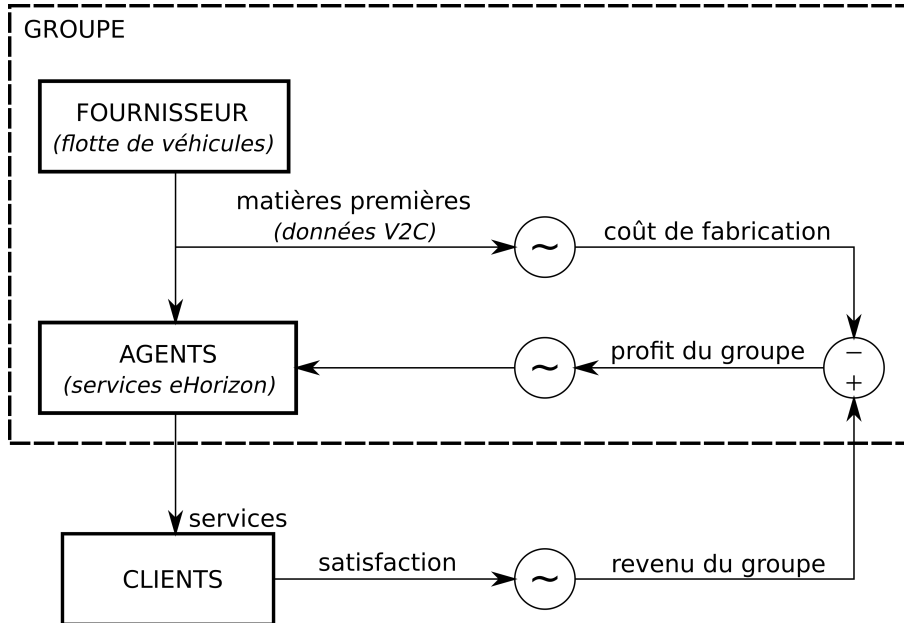 GROUPE
FOURNISSEUR
(flotte de véhicules)
matières premières
(données V2C)
~
coût de fabrication
AGENTS
(services eHorizon)
~
profit du groupe
−
+
services
CLIENTS
satisfaction
~
revenu du groupe